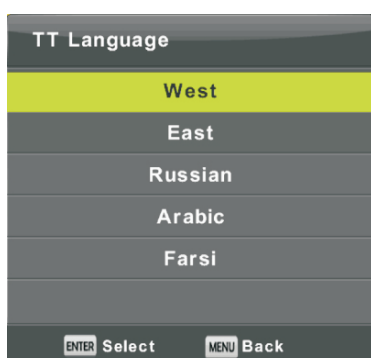 TT Language
West
East
Russian
Arabic
Farsi
ENTER Select MENU Back